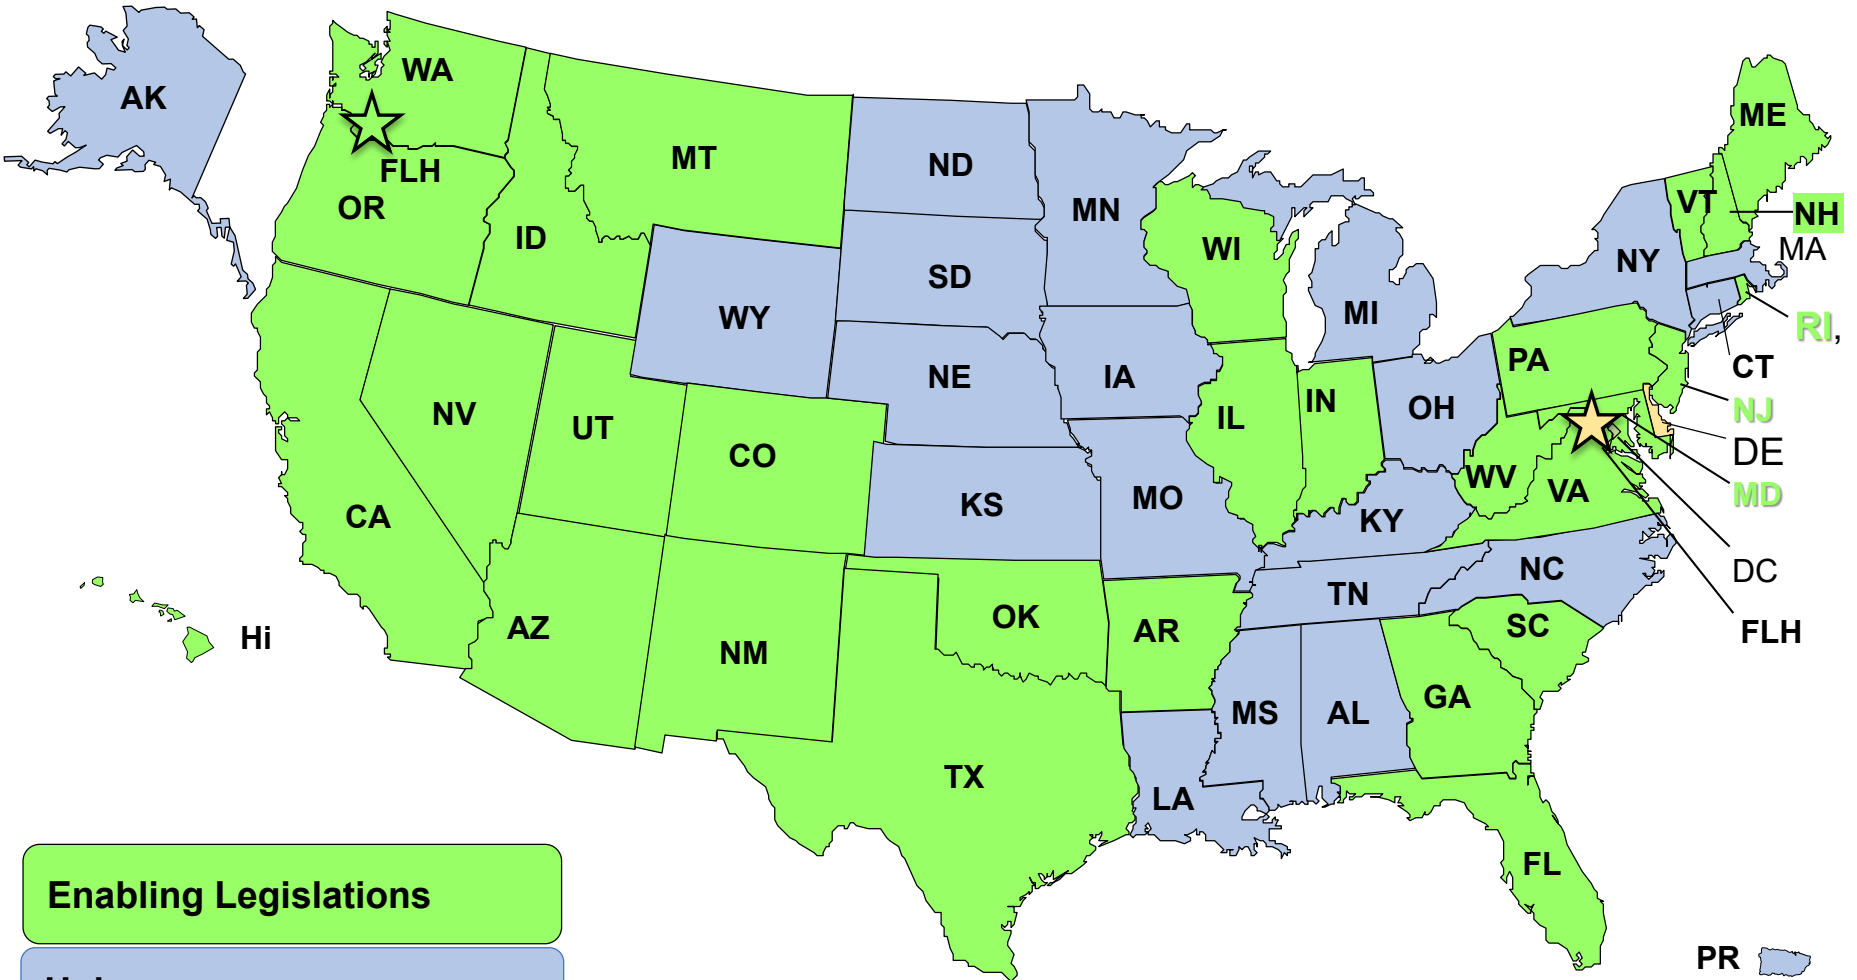 AK
WA
FLH
OR
ID
MT
ND
MN
WI
MI
ME
VT
NH
MA
NY
SD
WY
NE
IA
RI,
CT
NJ
DE
MD
DC
FLH
PA
OH
IN
IL
NV
UT
CO
KS
MO
KY
WV
VA
NC
TN
SC
CA
Hi
AZ
NM
OK
AR
MS
AL
GA
TX
LA
FL
PR
Enabling Legislations